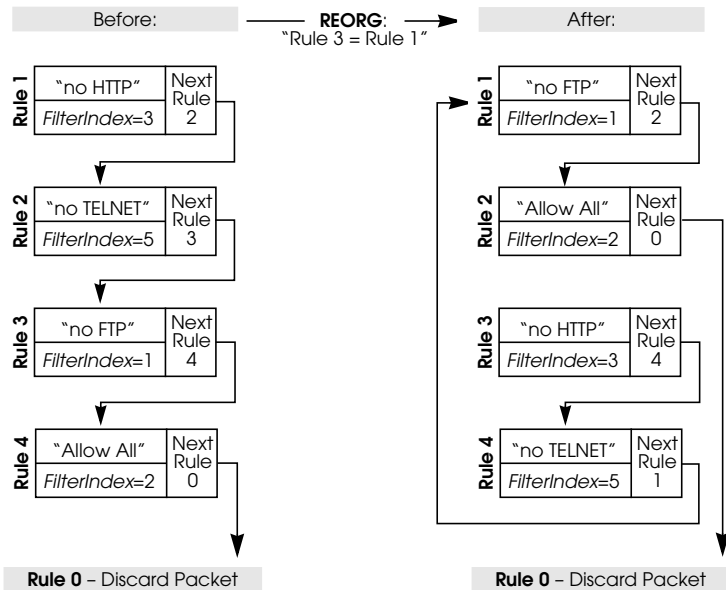 Before:
REORG:
“Rule 3 = Rule 1”
After:
Rule 1
“no HTTP”
FilterIndex=3
Next
Rule
2
Rule 2
“no TELNET”
FilterIndex=5
Next
Rule
3
Rule 3
“no FTP”
FilterIndex=1
Next
Rule
4
Rule 4
“Allow All”
FilterIndex=2
Next
Rule
0
Rule 0 – Discard Packet
Rule 1
“no FTP”
FilterIndex=1
Next
Rule
2
Rule 2
“Allow All”
FilterIndex=2
Next
Rule
0
Rule 3
“no HTTP”
FilterIndex=3
Next
Rule
4
Rule 4
“no TELNET”
FilterIndex=5
Next
Rule
1
Rule 0 – Discard Packet